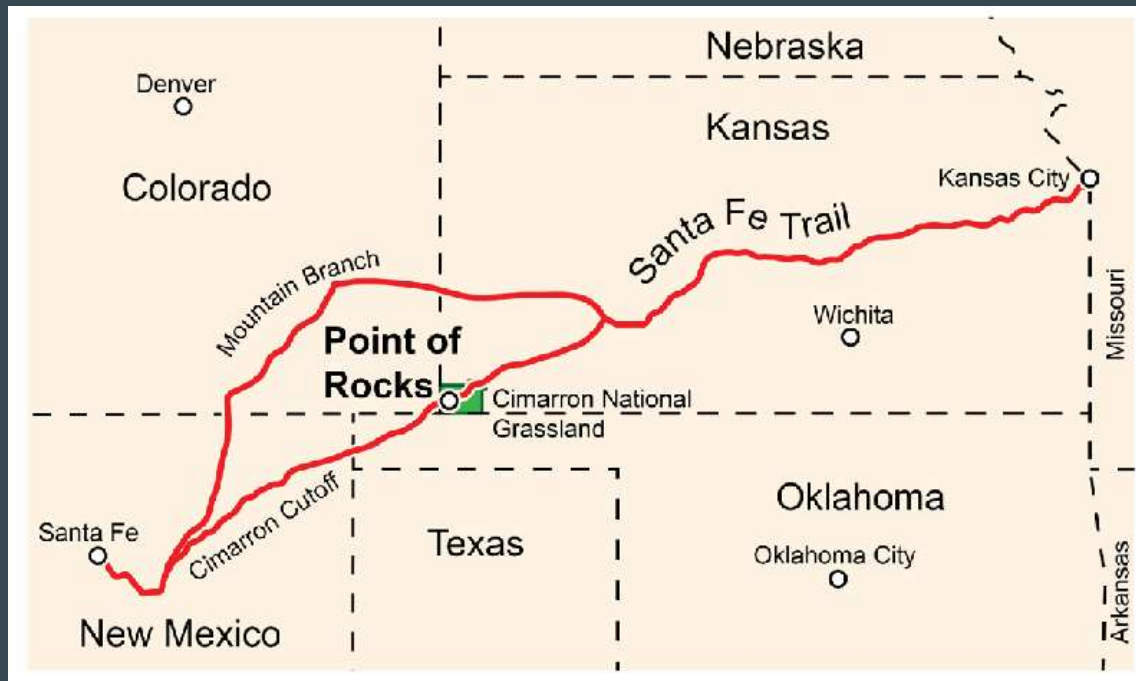 Nebraska
Denver
Kansas
Colorado
Kansas City
Santa Fe Trail
Mountain Branch
Missouri
Wichita
Point of
Rocks
Cimarron National
Grassland
Cimarron Cutoff
Oklahoma
Santa Fe
Texas
Oklahoma City
Arkansas
New Mexico